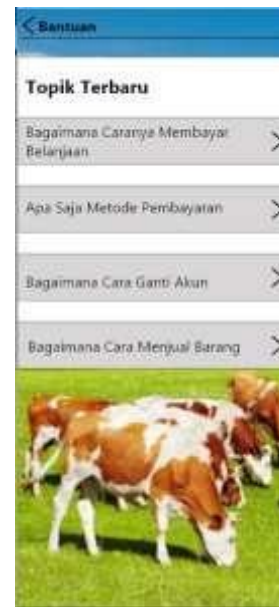 Bantuan
Topik Terbaru
Bagaimana Caranya Membayar
Belanjaan
Apa Saja Metode Pembayaran
Bagaimana Cara Ganti Akun
Bagaimana Cara Menjual Barang